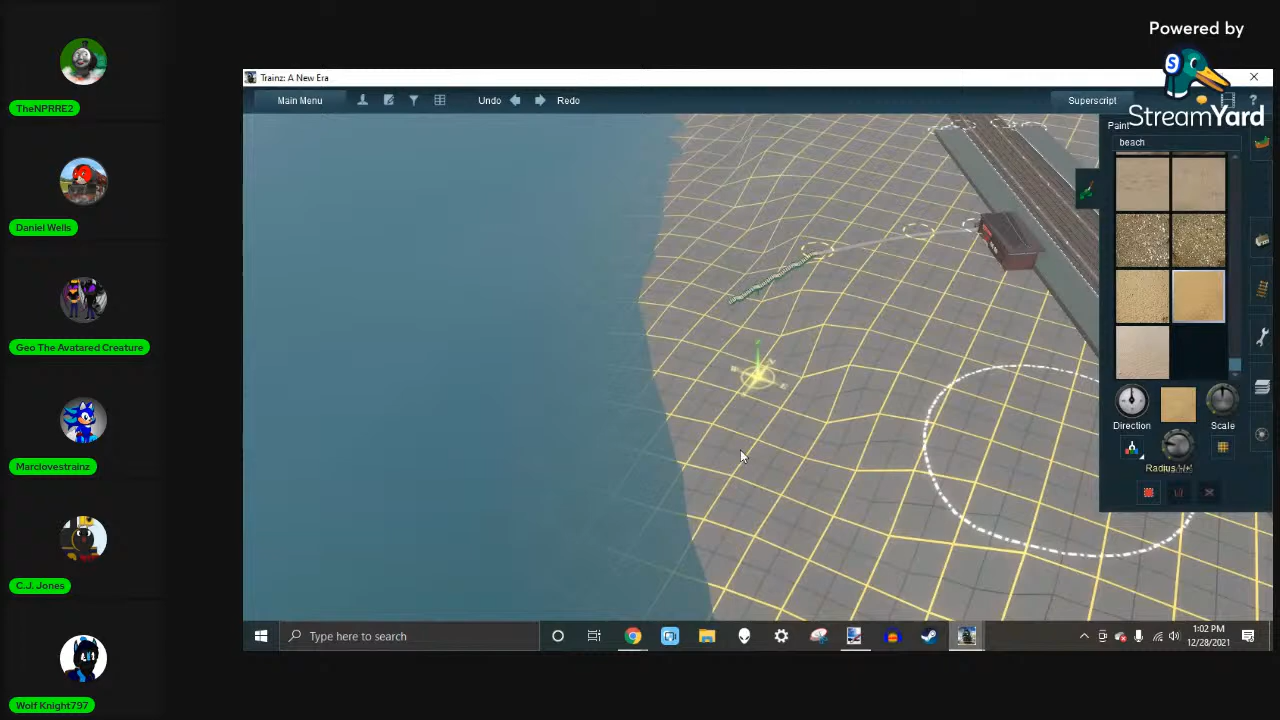 Powered by
StreamYard
TheNPRRE2
Daniel Wells
Geo The Avatared Creature
Marclovestrainz
C.J. Jones
Wolf Knight797
Trainz: A New Era
Main Menu
Undo
Redo
Superscript
?
Paint
beach
Direction
Scale
Radius [-/+]
Type here to search
1:02 PM
12/28/2021